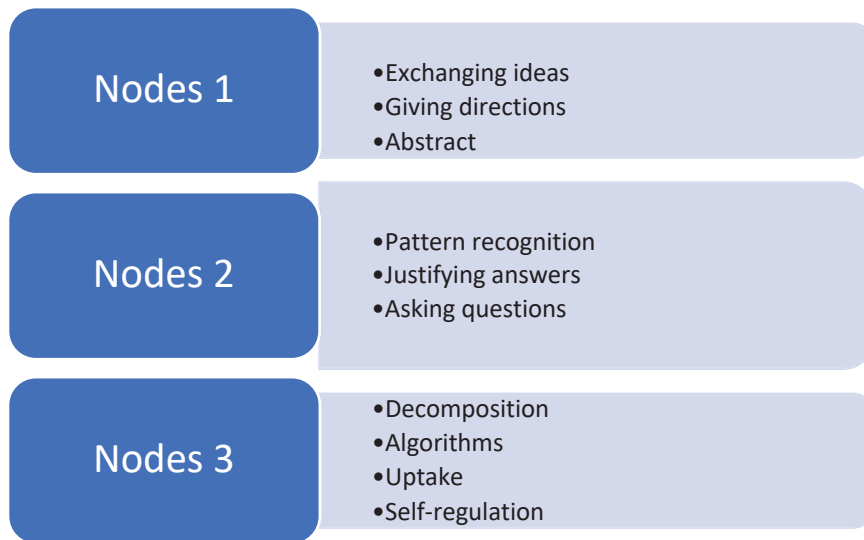 Nodes 1
•Exchanging ideas
•Giving directions
•Abstract
Nodes 2
•Pattern recognition
•Justifying answers
•Asking questions
Nodes 3
•Decomposition
•Algorithms
•Uptake
•Self-regulation